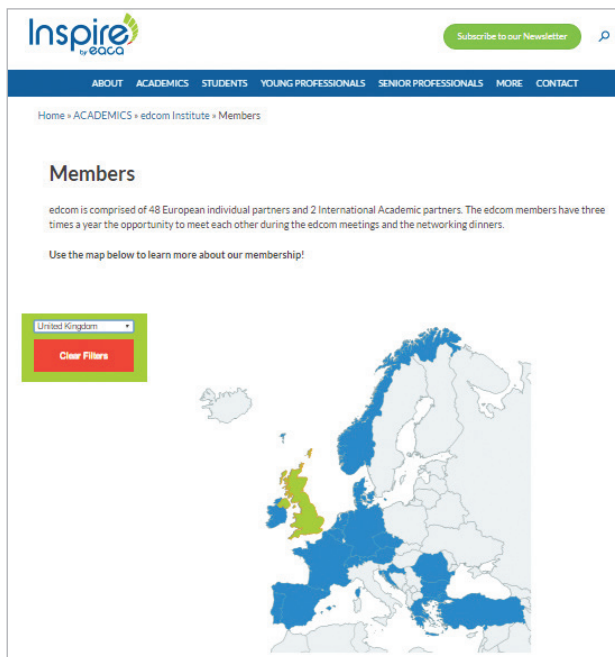 Inspire
by eaca
Subscribe to our Newsletter
ABOUT ACADEMICS STUDENTS YOUNG PROFESSIONALS SENIOR PROFESSIONALS MORE CONTACT
Home » ACADEMICS » edcom Institute » Members
Members
edcom is comprised of 48 European individual partners and 2 International Academic partners. The edcom members have three
times a year the opportunity to meet each other during the edcom meetings and the networking dinners.
Use the map below to learn more about our membership!
United Kingdom
Clear Filters